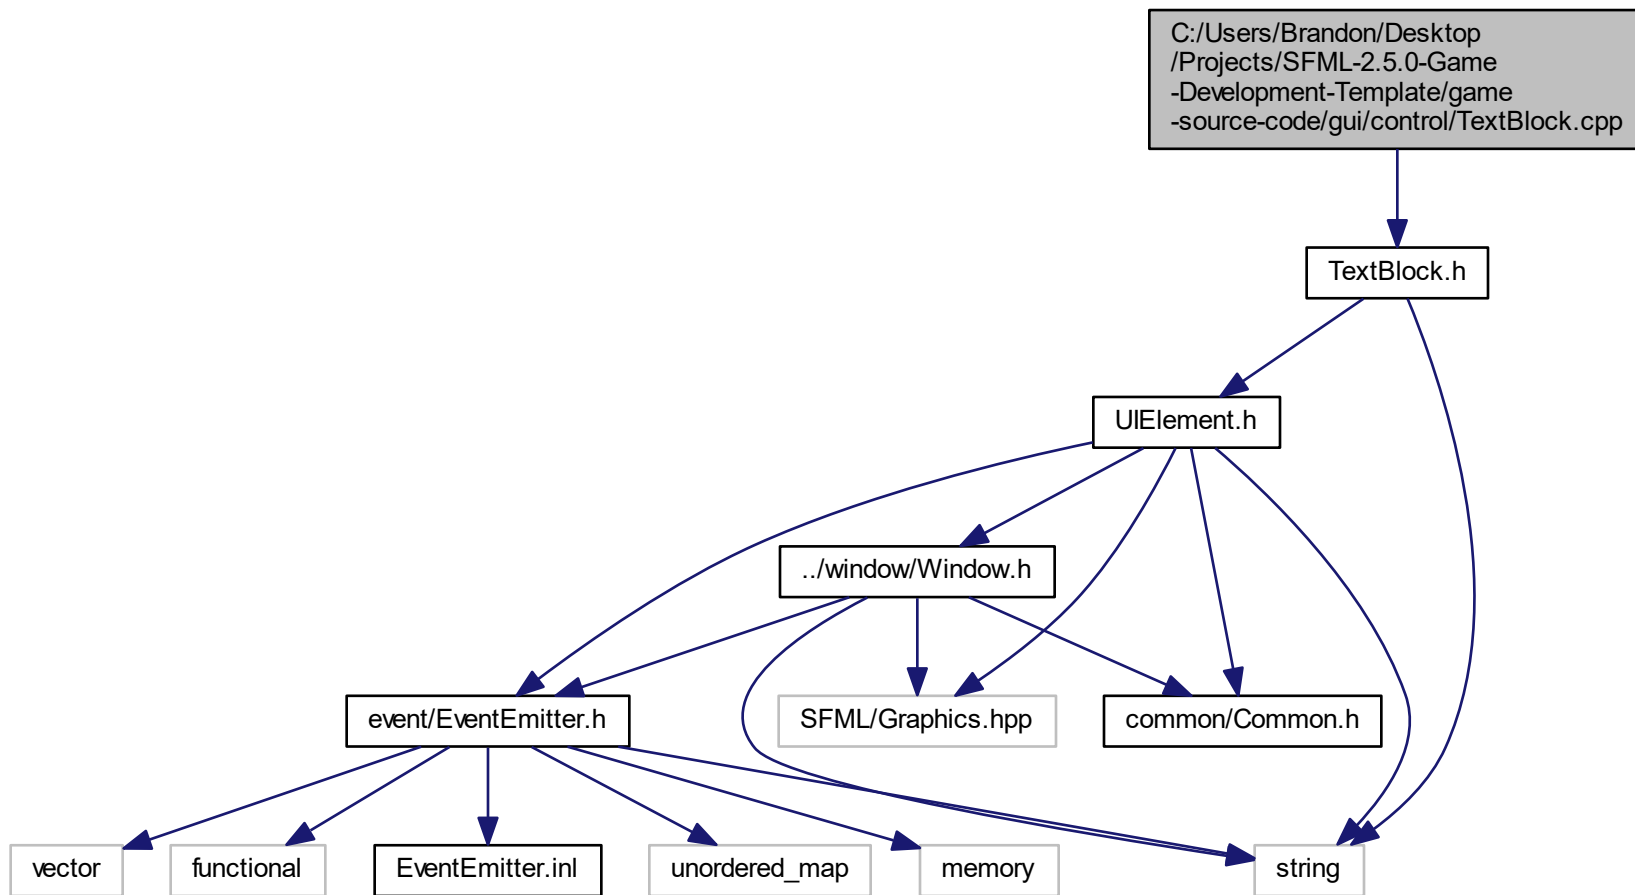 C:/Users/Brandon/Desktop
/Projects/SFML-2.5.0-Game
-Development-Template/game
-source-code/gui/control/TextBlock.cpp
TextBlock.h
UIElement.h
../window/Window.h
event/EventEmitter.h
SFML/Graphics.hpp
common/Common.h
vector
functional
EventEmitter.inl
unordered_map
memory
string